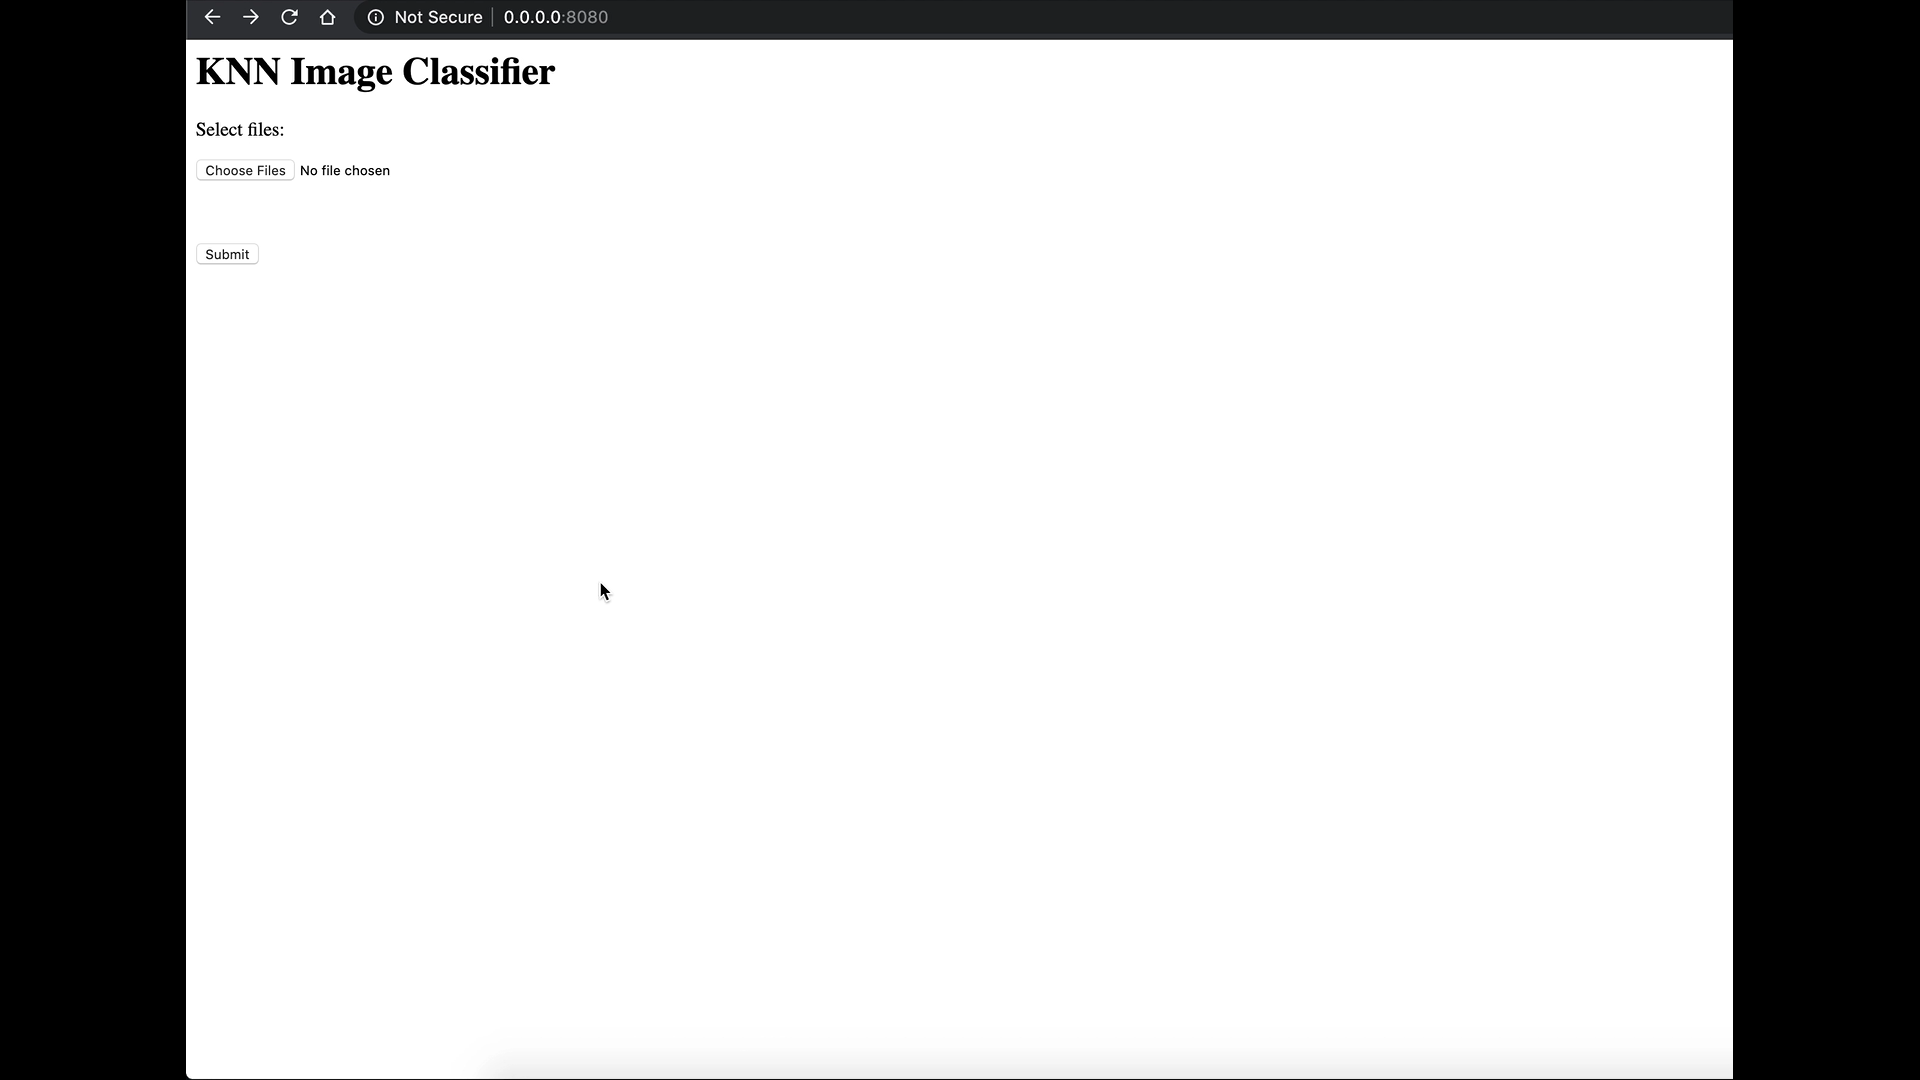 Not Secure 0.0.0.0:8080
KNN Image Classifier
Select files:
Choose Files No file chosen
Submit